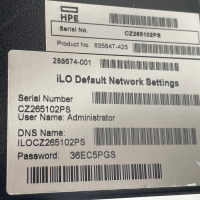 HPE
Serial No.
CZ265102PS
Product No. 835847-425
288674-001
iLO Default Network Settings
Serial Number
CZ265102PS
User Name: Administrator
DNS Name:
ILOCZ265102PS
Password: 36EC5PGS